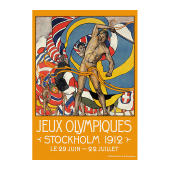 JEUX OLYMPIQUES
STOCKHOLM 1912
LE 29 JUIN — 22 JUILLET